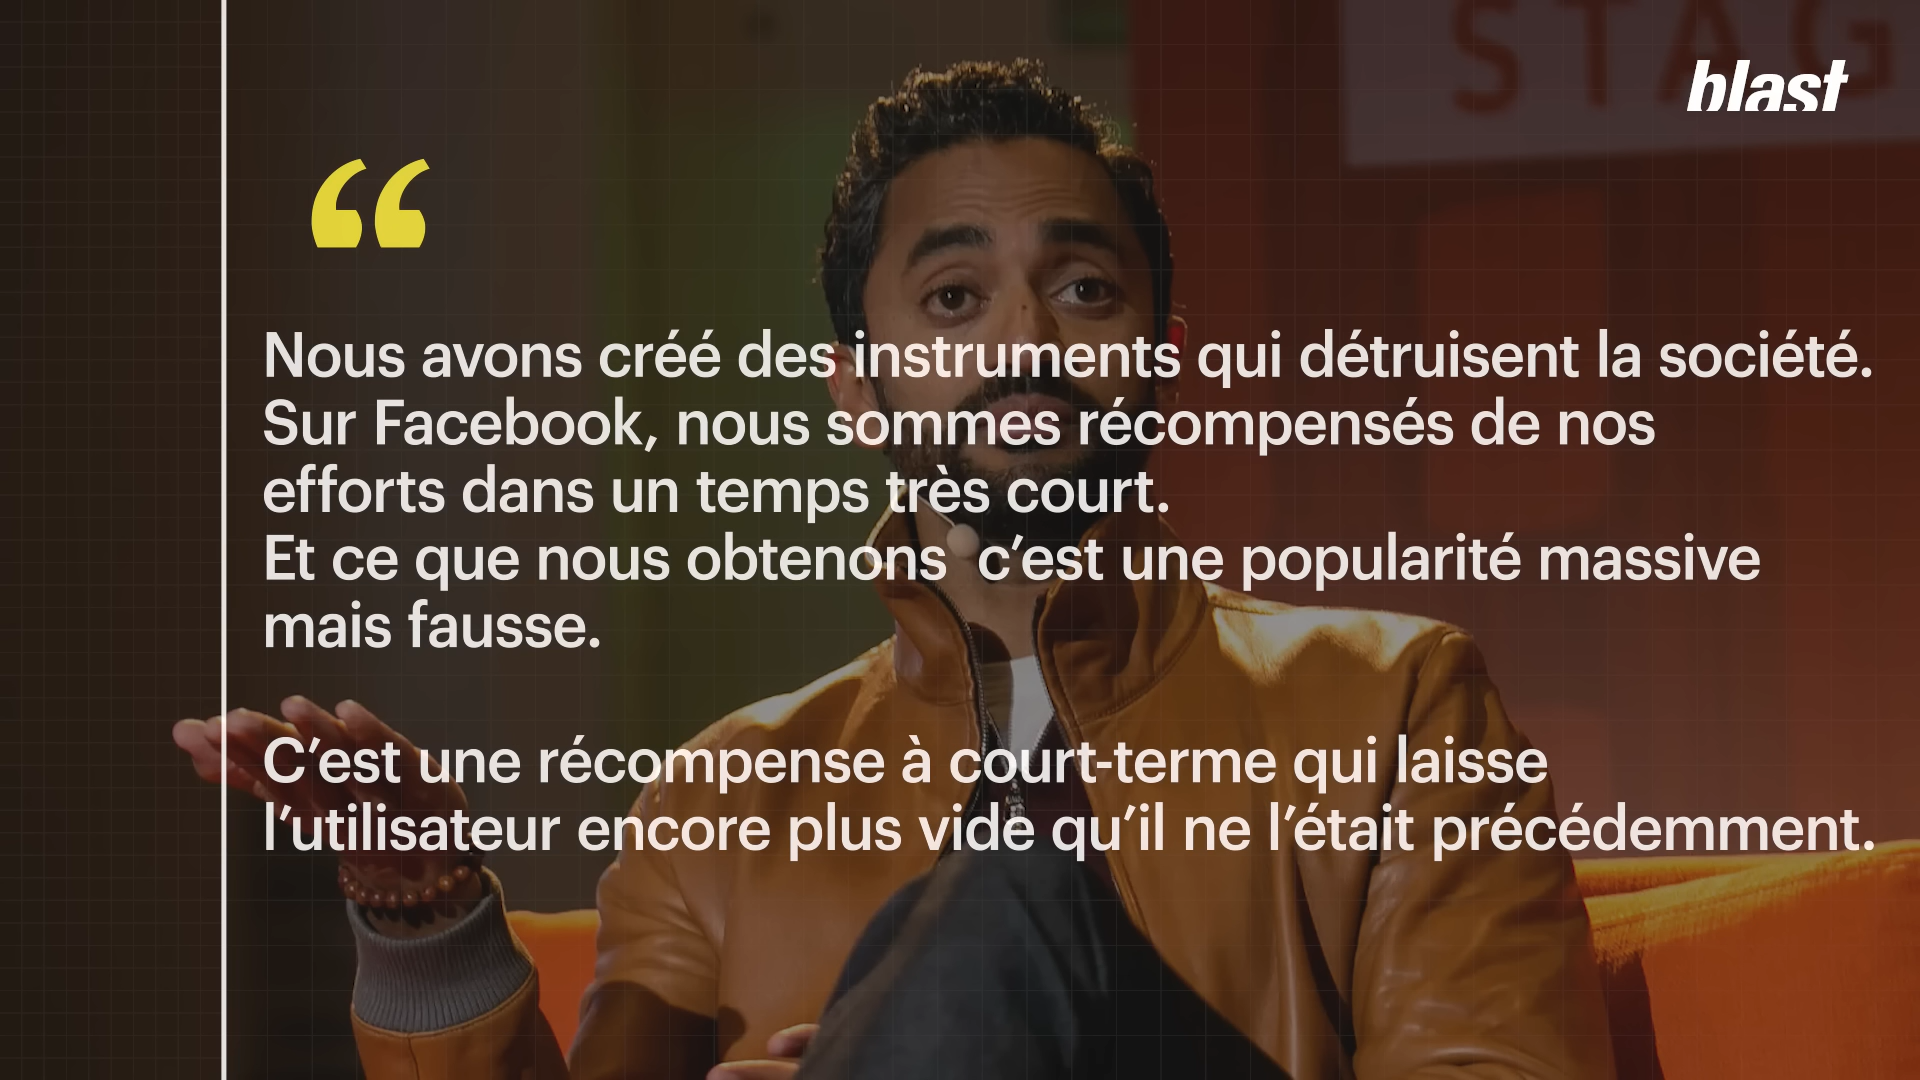 STAG
blast
“
Nous avons créé des instruments qui détruisent la société.
Sur Facebook, nous sommes récompensés de nos
efforts dans un temps très court.
Et ce que nous obtenons  c’est une popularité massive
mais fausse.
C’est une récompense à court-terme qui laisse
l’utilisateur encore plus vide qu’il ne l’était précédemment.